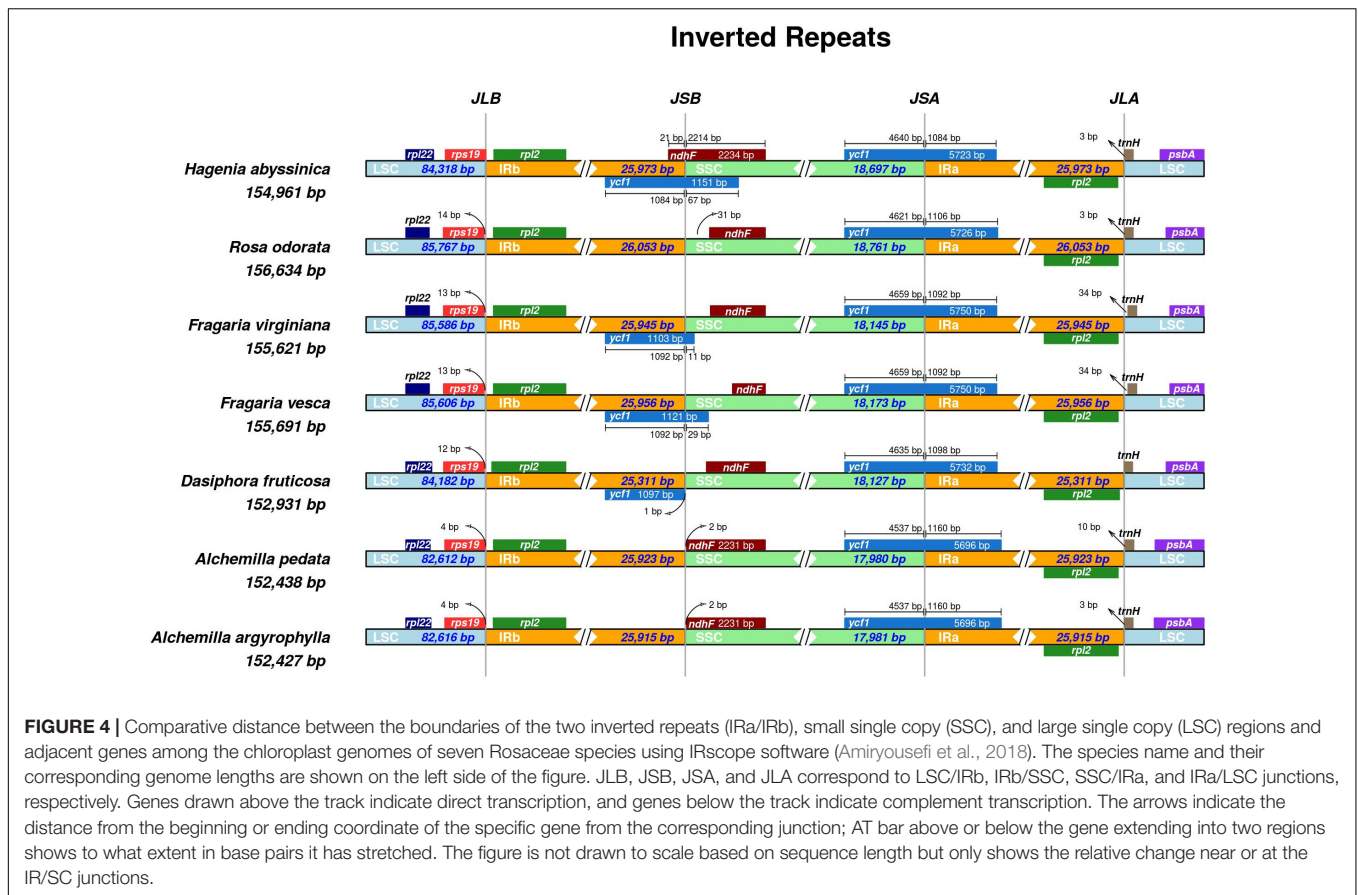 Inverted Repeats
JLB JSB JSA JLA
21 bp 2214 bp 4640 bp 1084 bp 3 bp
rpl22 rps19 rpl2 ndhF 2234 bp ycf1 5723 bp trnH psbA
Hagenia abyssinica LSC 84,318 bp IRb 25,973 bp SSC 18,697 bp IRa 25,973 bp LSC
154,961 bp ycf1 1151 bp rpl2
1084 bp 67 bp
14 bp 31 bp 4621 bp 1106 bp 3 bp
rpl22 rps19 rpl2 ndhF ycf1 5726 bp trnH psbA
Rosa odorata LSC 85,767 bp IRb 26,053 bp SSC 18,761 bp IRa 26,053 bp LSC
156,634 bp rpl2
13 bp 4659 bp 1092 bp 34 bp
rpl22 rps19 rpl2 ndhF ycf1 5750 bp trnH psbA
Fragaria virginiana LSC 85,586 bp IRb 25,945 bp SSC 18,145 bp IRa 25,945 bp LSC
155,621 bp ycf1 1103 bp rpl2
1092 bp 11 bp
13 bp 4659 bp 1092 bp 34 bp
rpl22 rps19 rpl2 ndhF ycf1 5750 bp trnH psbA
Fragaria vesca LSC 85,606 bp IRb 25,956 bp SSC 18,173 bp IRa 25,956 bp LSC
155,691 bp ycf1 1121 bp rpl2
1092 bp 29 bp
12 bp 4635 bp 1098 bp
rpl22 rps19 rpl2 ndhF ycf1 5732 bp trnH psbA
Dasiphora fruticosa LSC 84,182 bp IRb 25,311 bp SSC 18,127 bp IRa 25,311 bp LSC
152,931 bp ycf1 1097 bp rpl2
1 bp
4 bp 2 bp 4537 bp 1160 bp 10 bp
rpl22 rps19 rpl2 ndhF 2231 bp ycf1 5696 bp trnH psbA
Alchemilla pedata LSC 82,612 bp IRb 25,923 bp SSC 17,980 bp IRa 25,923 bp LSC
152,438 bp rpl2
4 bp 2 bp 4537 bp 1160 bp 3 bp
rpl22 rps19 rpl2 ndhF 2231 bp ycf1 5696 bp trnH psbA
Alchemilla argyrophylla LSC 82,616 bp IRb 25,915 bp SSC 17,981 bp IRa 25,915 bp LSC
152,427 bp rpl2
FIGURE 4 | Comparative distance between the boundaries of the two inverted repeats (IRa/IRb), small single copy (SSC), and large single copy (LSC) regions and
adjacent genes among the chloroplast genomes of seven Rosaceae species using IRscope software (Amiryousefi et al., 2018). The species name and their
corresponding genome lengths are shown on the left side of the figure. JLB, JSB, JSA, and JLA correspond to LSC/IRb, IRb/SSC, SSC/IRa, and IRa/LSC junctions,
respectively. Genes drawn above the track indicate direct transcription, and genes below the track indicate complement transcription. The arrows indicate the
distance from the beginning or ending coordinate of the specific gene from the corresponding junction; AT bar above or below the gene extending into two regions
shows to what extent in base pairs it has stretched. The figure is not drawn to scale based on sequence length but only shows the relative change near or at the
IR/SC junctions.